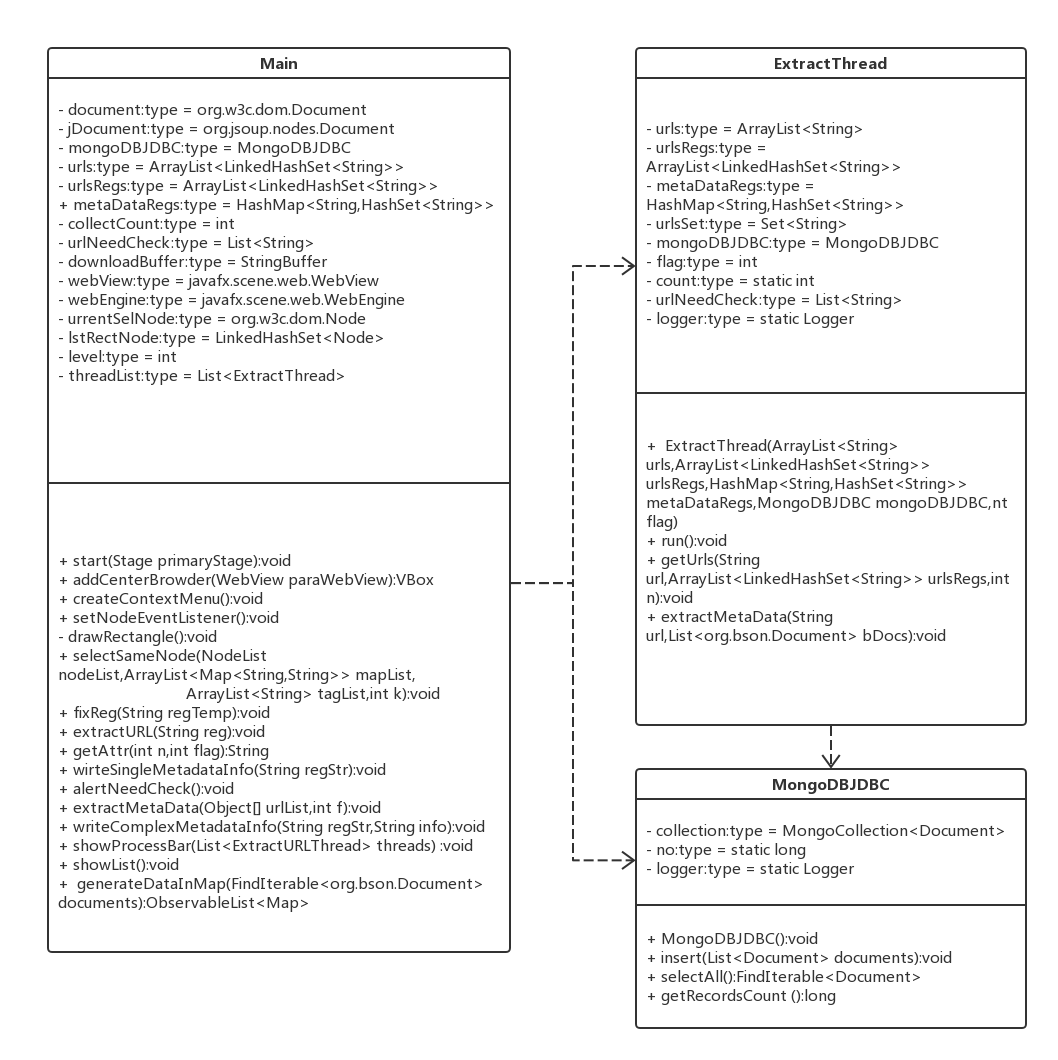 Main
- document:type = org.w3c.dom.Document
- jDocument:type = org.jsoup.nodes.Document
- mongoDBJDBC:type = MongoDBJDBC
- urls:type = ArrayList<LinkedHashSet<String>>
- urlsRegs:type = ArrayList<LinkedHashSet<String>>
+ metaDataRegs:type = HashMap<String,HashSet<String>>
- collectCount:type = int
- urlNeedCheck:type = List<String>
- downloadBuffer:type = StringBuffer
- webView:type = javafx.scene.web.WebView
- webEngine:type = javafx.scene.web.WebEngine
- urrentSelNode:type = org.w3c.dom.Node
- lstRectNode:type = LinkedHashSet<Node>
- level:type = int
- threadList:type = List<ExtractThread>
+ start(Stage primaryStage):void
+ addCenterBrowder(WebView paraWebView):VBox
+ createContextMenu():void
+ setNodeEventListener():void
- drawRectangle():void
+ selectSameNode(NodeList
nodeList,ArrayList<Map<String,String>> mapList,
ArrayList<String> tagList,int k):void
+ fixReg(String regTemp):void
+ extractURL(String reg):void
+ getAttr(int n,int flag):String
+ wirteSingleMetadataInfo(String regStr):void
+ alertNeedCheck():void
+ extractMetaData(Object[] urlList,int f):void
+ writeComplexMetadataInfo(String regStr,String info):void
+ showProcessBar(List<ExtractURLThread> threads) :void
+ showList():void
+  generateDataInMap(FindIterable<org.bson.Document>
documents):ObservableList<Map>
ExtractThread
- urls:type = ArrayList<String>
- urlsRegs:type =
ArrayList<LinkedHashSet<String>>
- metaDataRegs:type =
HashMap<String,HashSet<String>>
- urlsSet:type = Set<String>
- mongoDBJDBC:type = MongoDBJDBC
- flag:type = int
- count:type = static int
- urlNeedCheck:type = List<String>
- logger:type = static Logger
+  ExtractThread(ArrayList<String>
urls,ArrayList<LinkedHashSet<String>>
urlsRegs,HashMap<String,HashSet<String>>
metaDataRegs,MongoDBJDBC mongoDBJDBC,nt
flag)
+ run():void
+ getUrls(String
url,ArrayList<LinkedHashSet<String>> urlsRegs,int
n):void
+ extractMetaData(String
url,List<org.bson.Document> bDocs):void
MongoDBJDBC
- collection:type = MongoCollection<Document>
- no:type = static long
- logger:type = static Logger
+ MongoDBJDBC():void
+ insert(List<Document> documents):void
+ selectAll():FindIterable<Document>
+ getRecordsCount ():long